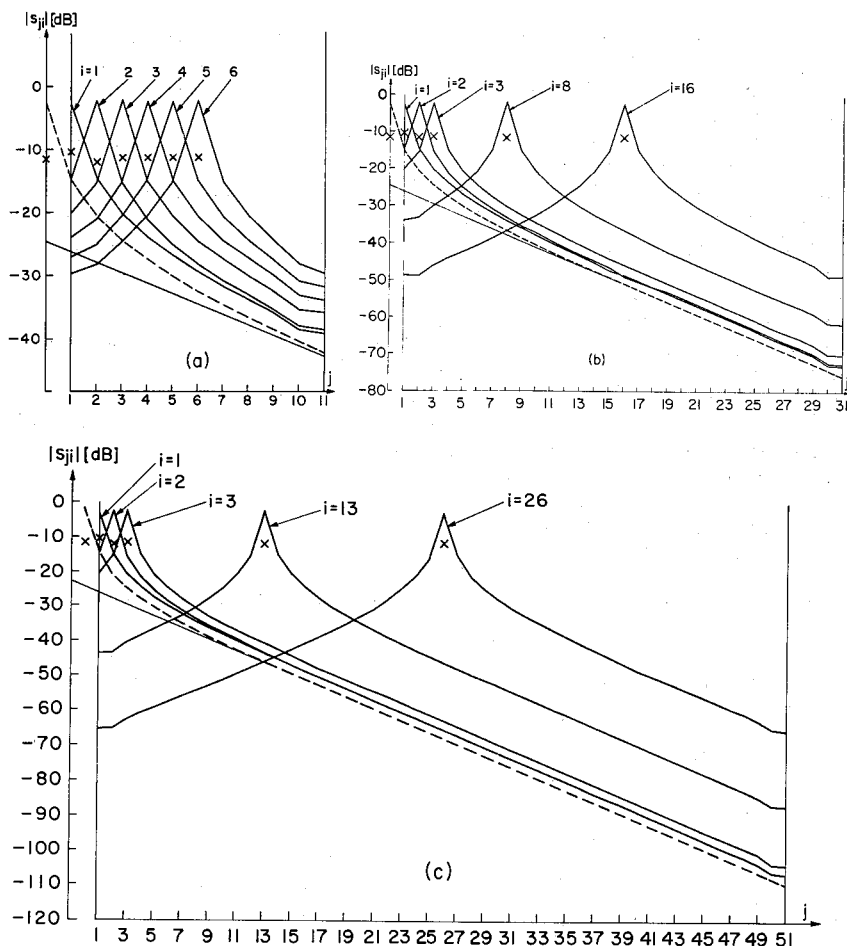 |sji| [dB]
i=1 2 3 4 5 6
0
-10
-20
-30
-40
(a)
j
1 2 3 4 5 6 7 8 9 10 11
|sji| [dB]
i=1
i=2
i=3
i=8
i=16
0
-10
-20
-30
-40
-50
-60
-70
-80
(b)
j
1 3 5 7 9 11 13 15 17 19 21 23 25 27 29 31
|sji| [dB]
i=1
i=2
i=3
i=13
i=26
0
-10
-20
-30
-40
-50
-60
-70
-80
-90
-100
-110
-120
(c)
j
1 3 5 7 9 11 13 15 17 19 21 23 25 27 29 31 33 35 37 39 41 43 45 47 49 51